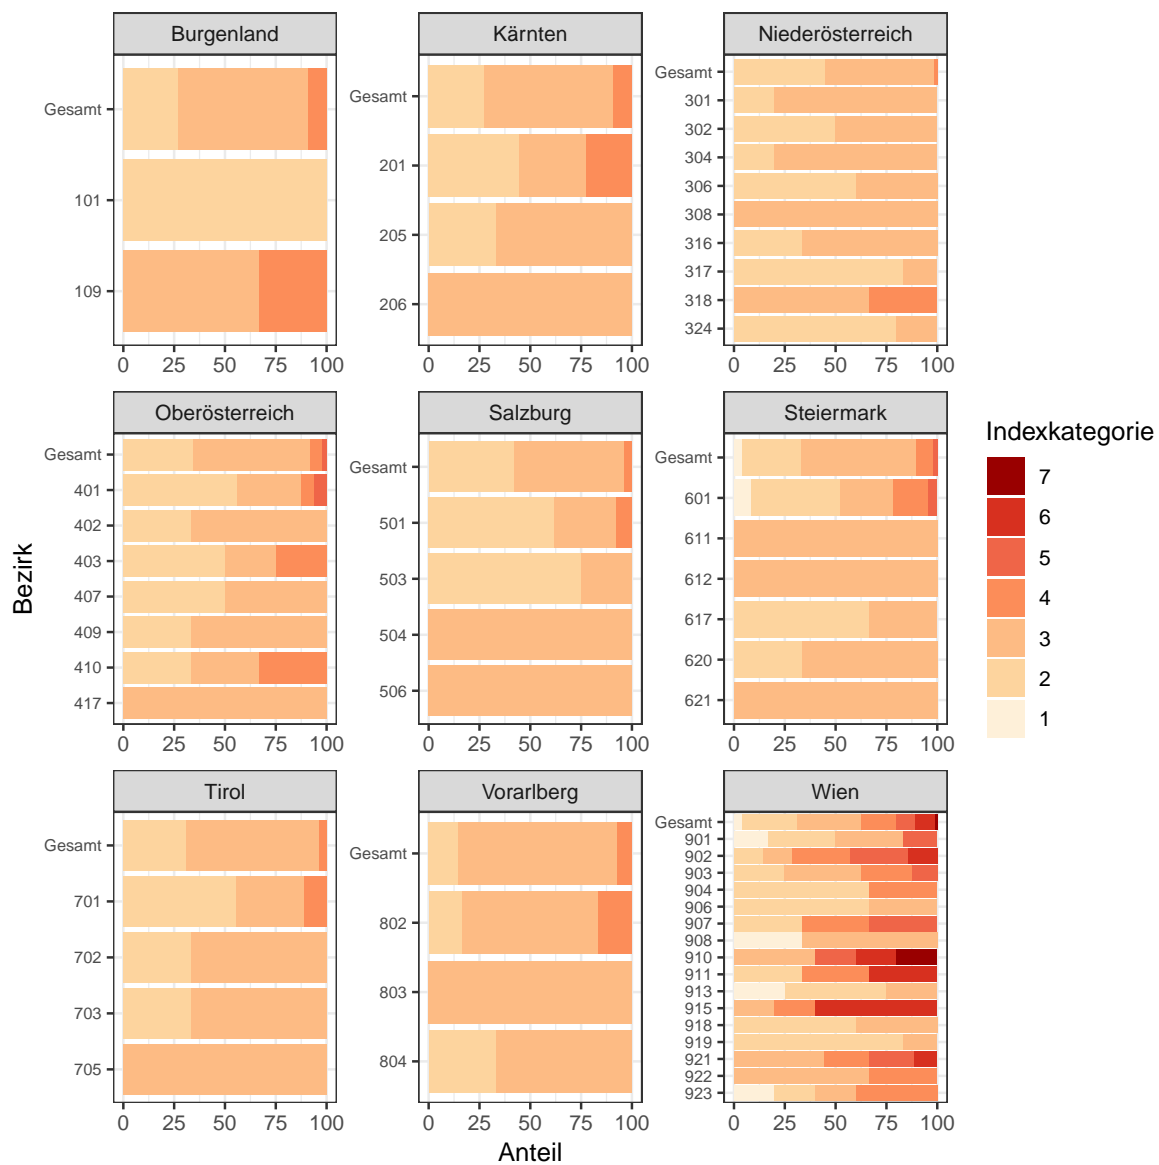 Burgenland
Kärnten
Niederösterreich
Gesamt
101
109
0 25 50 75 100
Gesamt
201
205
206
0 25 50 75 100
Gesamt
301
302
304
306
308
316
317
318
324
0 25 50 75 100
Oberösterreich
Salzburg
Steiermark
Gesamt
401
402
403
407
409
410
417
0 25 50 75 100
Gesamt
501
503
504
506
0 25 50 75 100
Gesamt
601
611
612
617
620
621
0 25 50 75 100
Tirol
Vorarlberg
Wien
Gesamt
701
702
703
705
0 25 50 75 100
Gesamt
802
803
804
0 25 50 75 100
Gesamt
901
902
903
904
906
907
908
910
911
913
915
918
919
921
922
923
0 25 50 75 100
Bezirk
Anteil
Indexkategorie
7
6
5
4
3
2
1